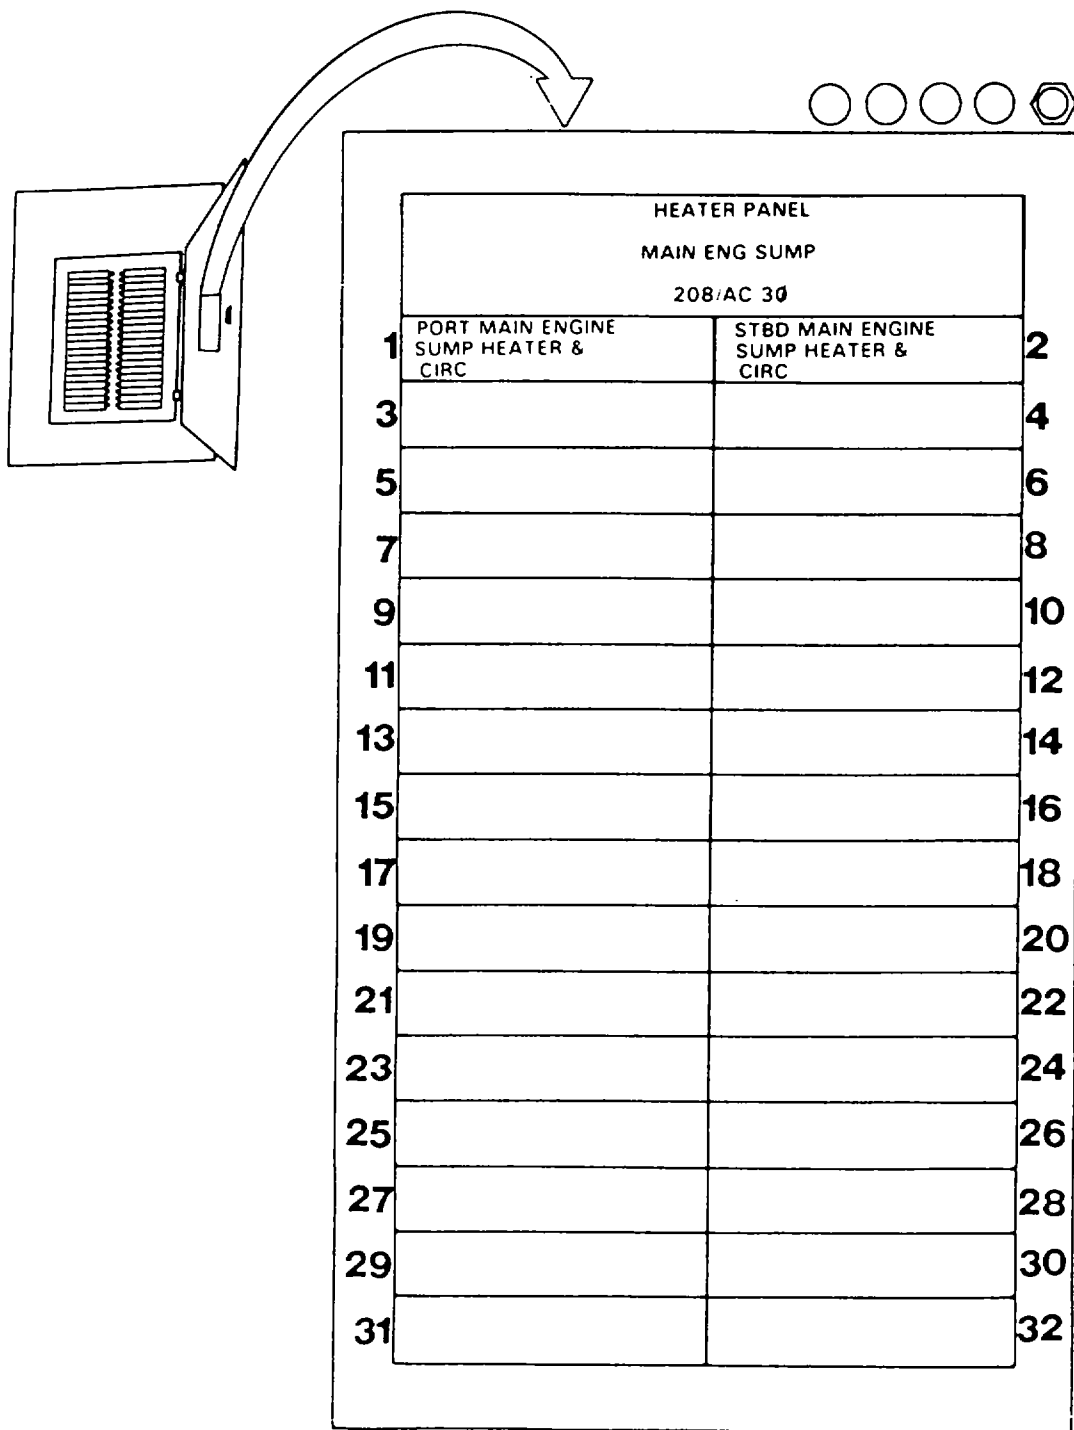 HEATER PANEL
MAIN ENG SUMP
208/AC 3Ø
1 PORT MAIN ENGINE
SUMP HEATER &
CIRC
STBD MAIN ENGINE 2
SUMP HEATER &
CIRC
3 4
5 6
7 8
9 10
11 12
13 14
15 16
17 18
19 20
21 22
23 24
25 26
27 28
29 30
31 32